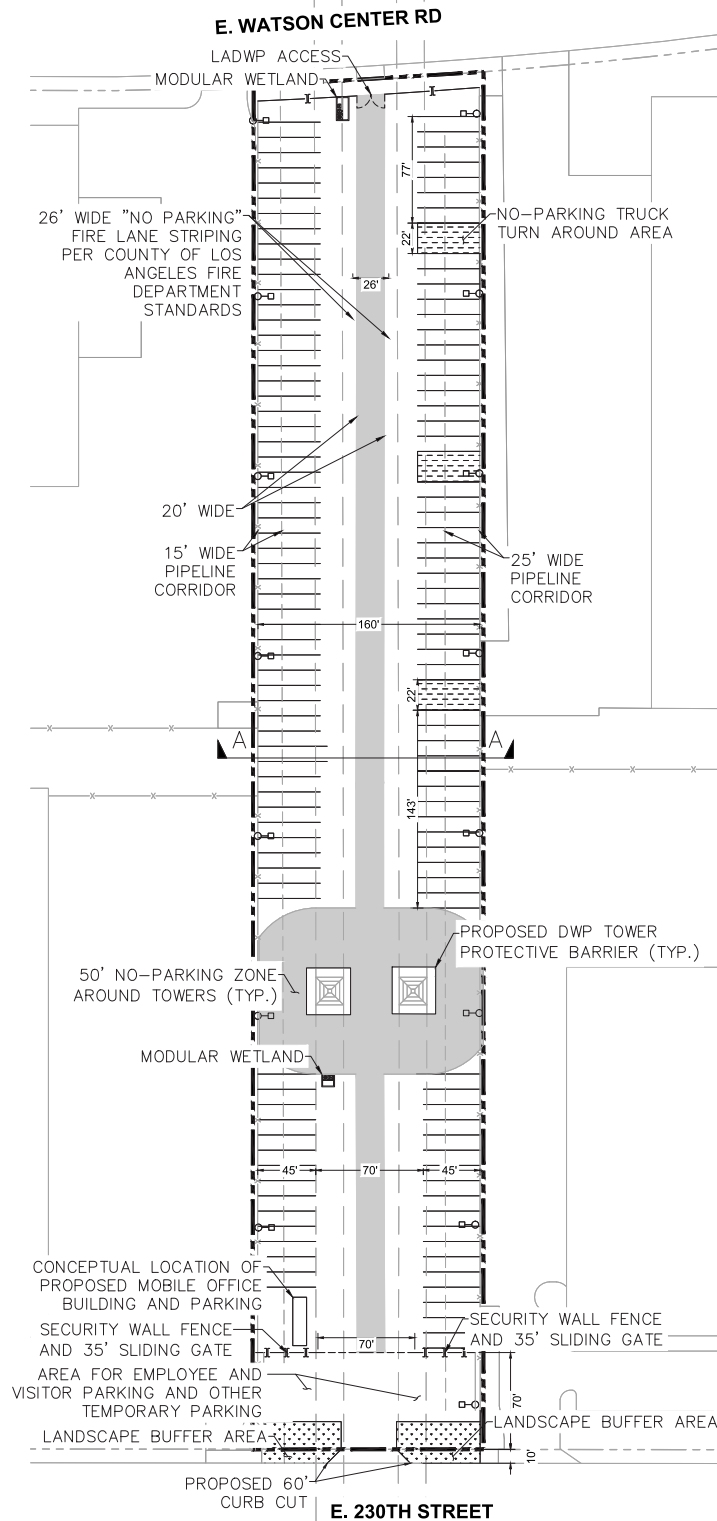 E. WATSON CENTER RD
LADWP ACCESS
MODULAR WETLAND
77'
26' WIDE "NO PARKING"
FIRE LANE STRIPING
PER COUNTY OF LOS
ANGELES FIRE
DEPARTMENT
STANDARDS
NO-PARKING TRUCK
TURN AROUND AREA
22'
26'
20' WIDE
15' WIDE
PIPELINE
CORRIDOR
25' WIDE
PIPELINE
CORRIDOR
160'
22'
A
A
143'
PROPOSED DWP TOWER
PROTECTIVE BARRIER (TYP.)
50' NO-PARKING ZONE
AROUND TOWERS (TYP.)
MODULAR WETLAND
45'
70'
45'
CONCEPTUAL LOCATION OF
PROPOSED MOBILE OFFICE
BUILDING AND PARKING
SECURITY WALL FENCE
AND 35' SLIDING GATE
70'
SECURITY WALL FENCE
AND 35' SLIDING GATE
AREA FOR EMPLOYEE AND
VISITOR PARKING AND OTHER
TEMPORARY PARKING
70'
LANDSCAPE BUFFER AREA
LANDSCAPE BUFFER AREA
10'
PROPOSED 60'
CURB CUT
E. 230TH STREET